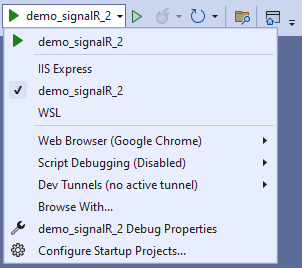 demo_signalR_2
demo_signalR_2
IIS Express
demo_signalR_2
WSL
Web Browser (Google Chrome)
Script Debugging (Disabled)
Dev Tunnels (no active tunnel)
Browse With...
demo_signalR_2 Debug Properties
Configure Startup Projects...